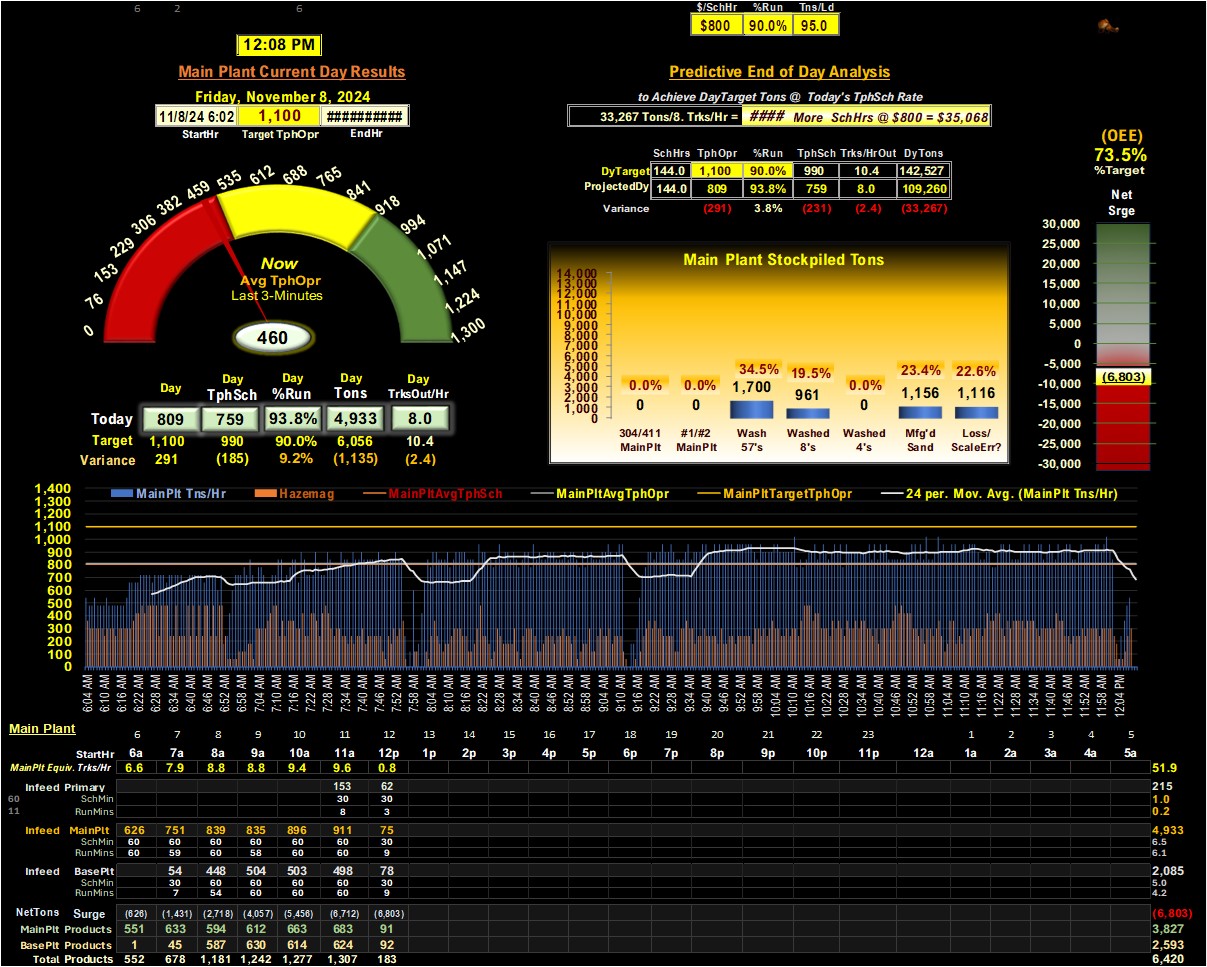 6 2 6
$/SchHr %Run Tns/Ld
$800 90.0% 95.0
12:08 PM
Main Plant Current Day Results
Friday, November 8, 2024
11/8/24 6:02 1,100 ##########
StartHr Target TphOpr EndHr
0 76 153 229 306 382 459 535 612 688 765 841 918 994 1,071 1,147 1,224 1,300
Now
Avg TphOpr
Last 3-Minutes
460
Predictive End of Day Analysis
to Achieve DayTarget Tons @ Today's TphSch Rate
33,267 Tons/8. Trks/Hr = #### More SchHrs @ $800 = $35,068
SchHrs TphOpr %Run TphSch Trks/HrOut DyTons
DyTarget 144.0 1,100 90.0% 990 10.4 142,527
ProjectedDy 144.0 809 93.8% 759 8.0 109,260
Variance (291) 3.8% (231) (2.4) (33,267)
(OEE)
73.5%
%Target
Net
Srge
30,000
25,000
20,000
15,000
10,000
5,000
0
-5,000
-10,000
-15,000
-20,000
-25,000
-30,000
(6,803)
Main Plant Stockpiled Tons
14,000
13,000
12,000
11,000
10,000
9,000
8,000
7,000
6,000
5,000
4,000
3,000
2,000
1,000
0
0.0% 0.0% 34.5% 19.5% 0.0% 23.4% 22.6%
0 0 1,700 961 0 1,156 1,116
304/411 #1/#2 Wash Washed Washed Mfg'd Loss/
MainPlt MainPlt 57's 8's 4's Sand ScaleErr?
Day Day Day Day Day
TphSch %Run Tons TrksOut/Hr
Today 809 759 93.8% 4,933 8.0
Target 1,100 990 90.0% 6,056 10.4
Variance 291 (185) 9.2% (1,135) (2.4)
MainPlt Tns/Hr Hazemag MainPltAvgTphSch MainPltAvgTphOpr MainPltTargetTphOpr 24 per. Mov. Avg. (MainPlt Tns/Hr)
1,400
1,300
1,200
1,100
1,000
900
800
700
600
500
400
300
200
100
0
6:04 AM 6:10 AM 6:16 AM 6:22 AM 6:28 AM 6:34 AM 6:40 AM 6:46 AM 6:52 AM 6:58 AM 7:04 AM 7:10 AM 7:16 AM 7:22 AM 7:28 AM 7:34 AM 7:40 AM 7:46 AM 7:52 AM 7:58 AM 8:04 AM 8:10 AM 8:16 AM 8:22 AM 8:28 AM 8:34 AM 8:40 AM 8:46 AM 8:52 AM 8:58 AM 9:04 AM 9:10 AM 9:16 AM 9:22 AM 9:28 AM 9:34 AM 9:40 AM 9:46 AM 9:52 AM 9:58 AM 10:04 AM 10:10 AM 10:16 AM 10:22 AM 10:28 AM 10:34 AM 10:40 AM 10:46 AM 10:52 AM 10:58 AM 11:04 AM 11:10 AM 11:16 AM 11:22 AM 11:28 AM 11:34 AM 11:40 AM 11:46 AM 11:52 AM 11:58 AM 12:04 PM
Main Plant
6 7 8 9 10 11 12 13 14 15 16 17 18 19 20 21 22 23 1 2 3 4 5
StartHr 6a 7a 8a 9a 10a 11a 12p 1p 2p 3p 4p 5p 6p 7p 8p 9p 10p 11p 12a 1a 2a 3a 4a 5a
MainPlt Equiv. Trks/Hr 6.6 7.9 8.8 8.8 9.4 9.6 0.8 51.9
Infeed Primary 153 62 215
60 SchMin 30 30 1.0
11 RunMins 8 3 0.2
Infeed MainPlt 626 751 839 835 896 911 75 4,933
SchMin 60 60 60 60 60 60 30 6.5
RunMins 60 59 60 58 60 60 9 6.1
Infeed BasePlt 54 448 504 503 498 78 2,085
SchMin 30 60 60 60 60 30 5.0
RunMins 7 54 60 60 60 9 4.2
NetTons Surge (626) (1,431) (2,718) (4,057) (5,456) (6,712) (6,803) (6,803)
MainPlt Products 551 633 594 612 663 683 91 3,827
BasePlt Products 1 45 587 630 614 624 92 2,593
Total Products 552 678 1,181 1,242 1,277 1,307 183 6,420